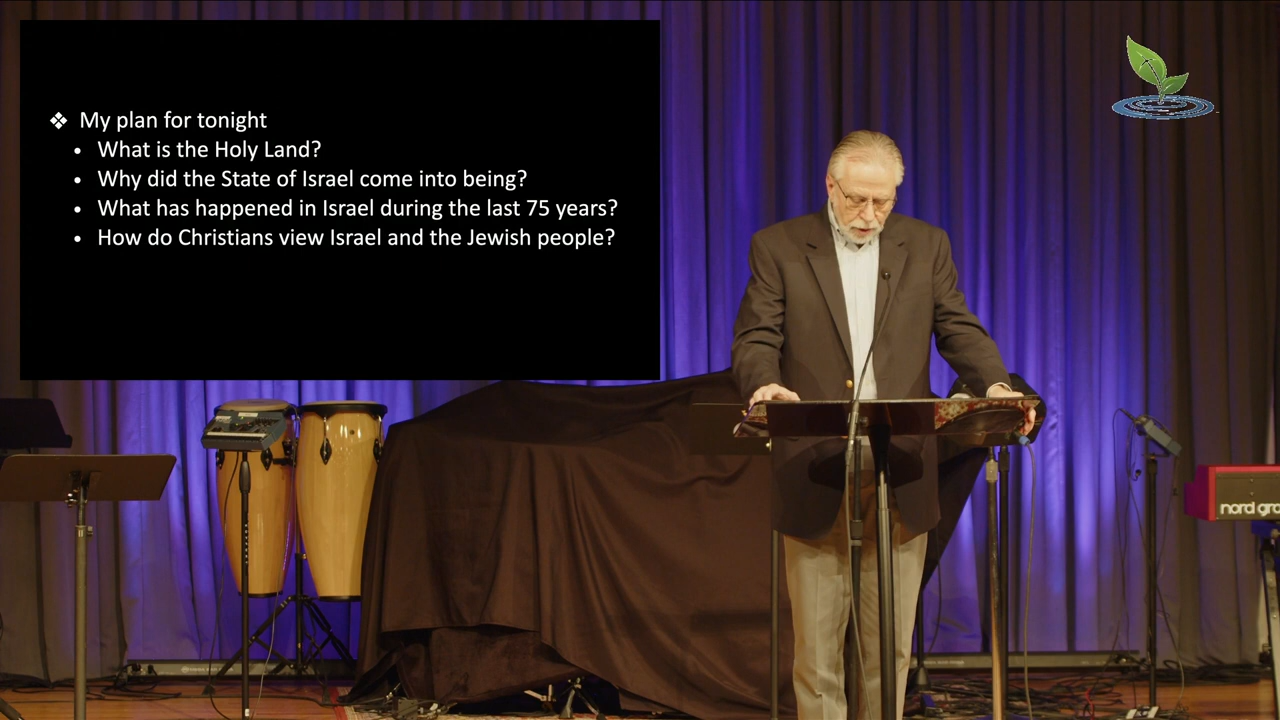 ❖ My plan for tonight
• What is the Holy Land?
• Why did the State of Israel come into being?
• What has happened in Israel during the last 75 years?
• How do Christians view Israel and the Jewish people?
nord gra